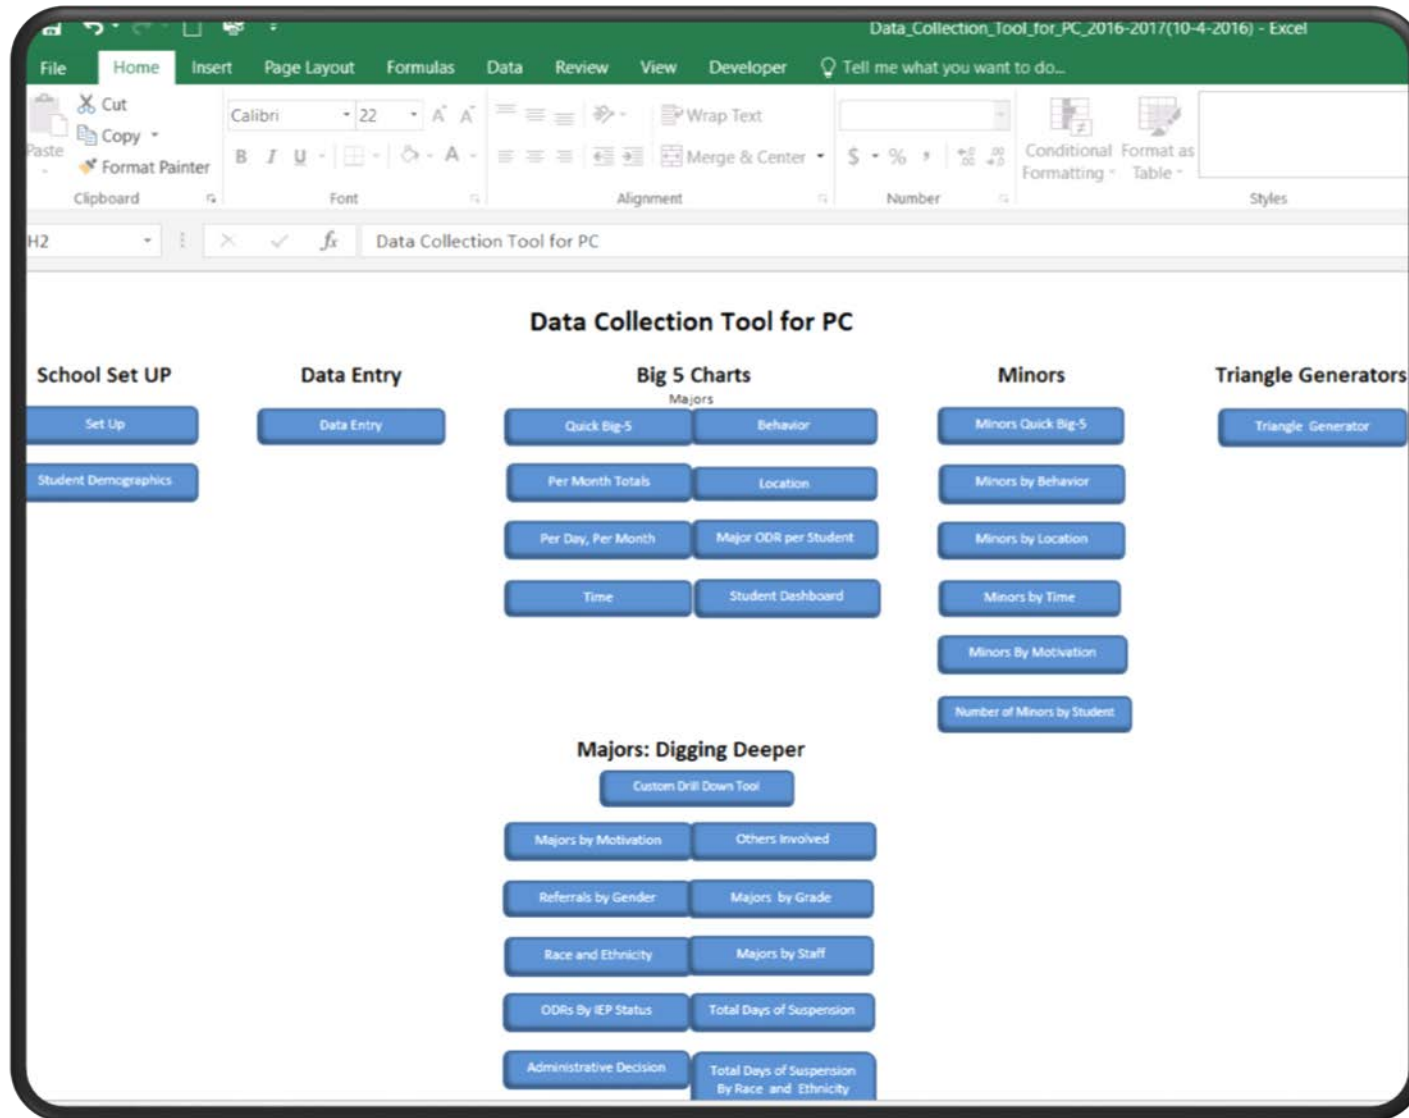 Data_Collection_Tool_for_PC_2016-2017(10-4-2016) - Excel
File Home Insert Page Layout Formulas Data Review View Developer Tell me what you want to do...
Cut
Copy
Paste
Format Painter
Clipboard
Calibri 22 A A
B I U A
Font
Wrap Text
Merge & Center
Alignment
$ % ,
Number
Conditional Formatting
Format as Table
Styles
H2 fx Data Collection Tool for PC
Data Collection Tool for PC
School Set UP Data Entry Big 5 Charts Minors Triangle Generators
Majors
Set Up Data Entry Quick Big-5 Behavior Minors Quick Big-5 Triangle Generator
Student Demographics Per Month Totals Location Minors by Behavior
Per Day, Per Month Major ODR per Student Minors by Location
Time Student Dashboard Minors by Time
Minors By Motivation
Number of Minors by Student
Majors: Digging Deeper
Custom Drill Down Tool
Majors by Motivation Others Involved
Referrals by Gender Majors by Grade
Race and Ethnicity Majors by Staff
ODRs By IEP Status Total Days of Suspension
Administrative Decision Total Days of Suspension
By Race and Ethnicity